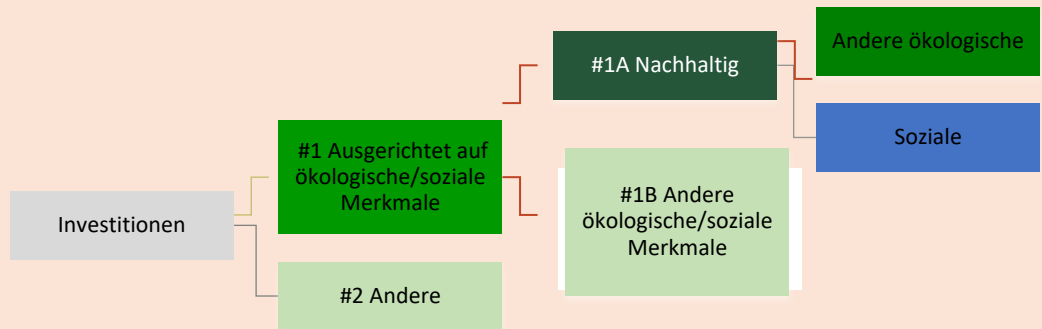 Investitionen
#1 Ausgerichtet auf
ökologische/soziale
Merkmale
#2 Andere
#1A Nachhaltig
#1B Andere
ökologische/soziale
Merkmale
Andere ökologische
Soziale